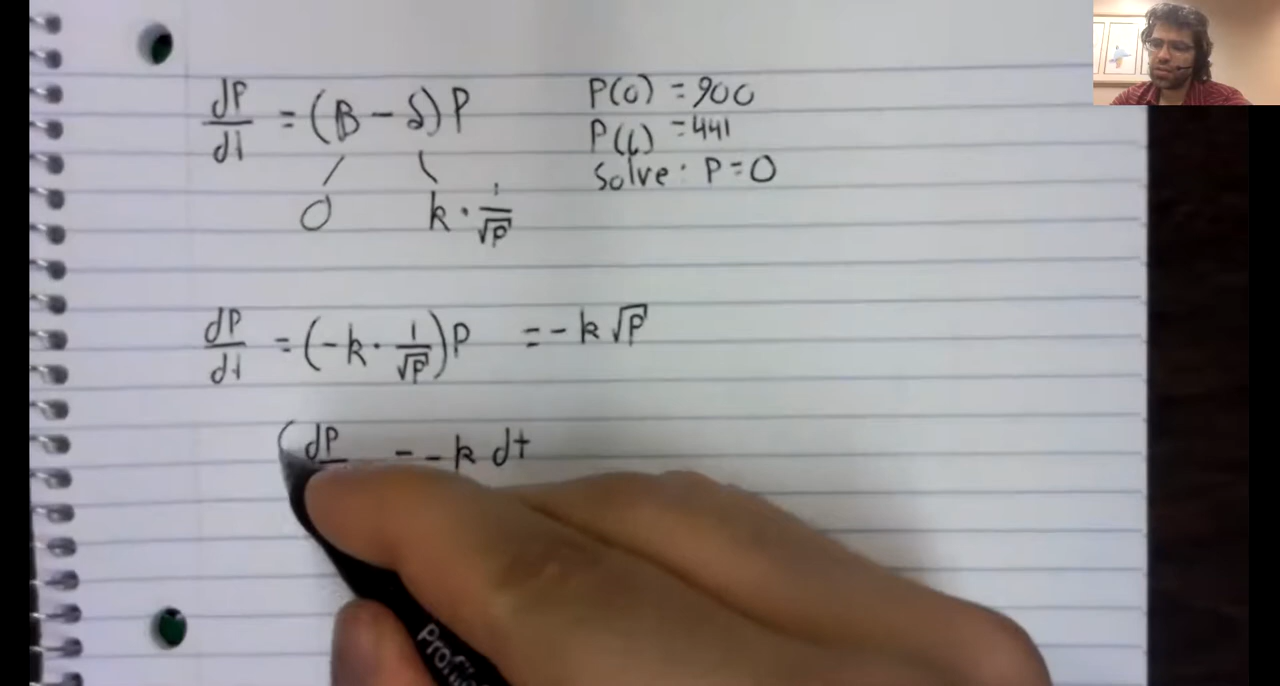 dP/dt = (β - δ)P
0 k · 1/√P
P(0) = 900
P(6) = 441
Solve: P = 0
dP/dt = (-k · 1/√P)P = -k√P
∫ dP = -k dt